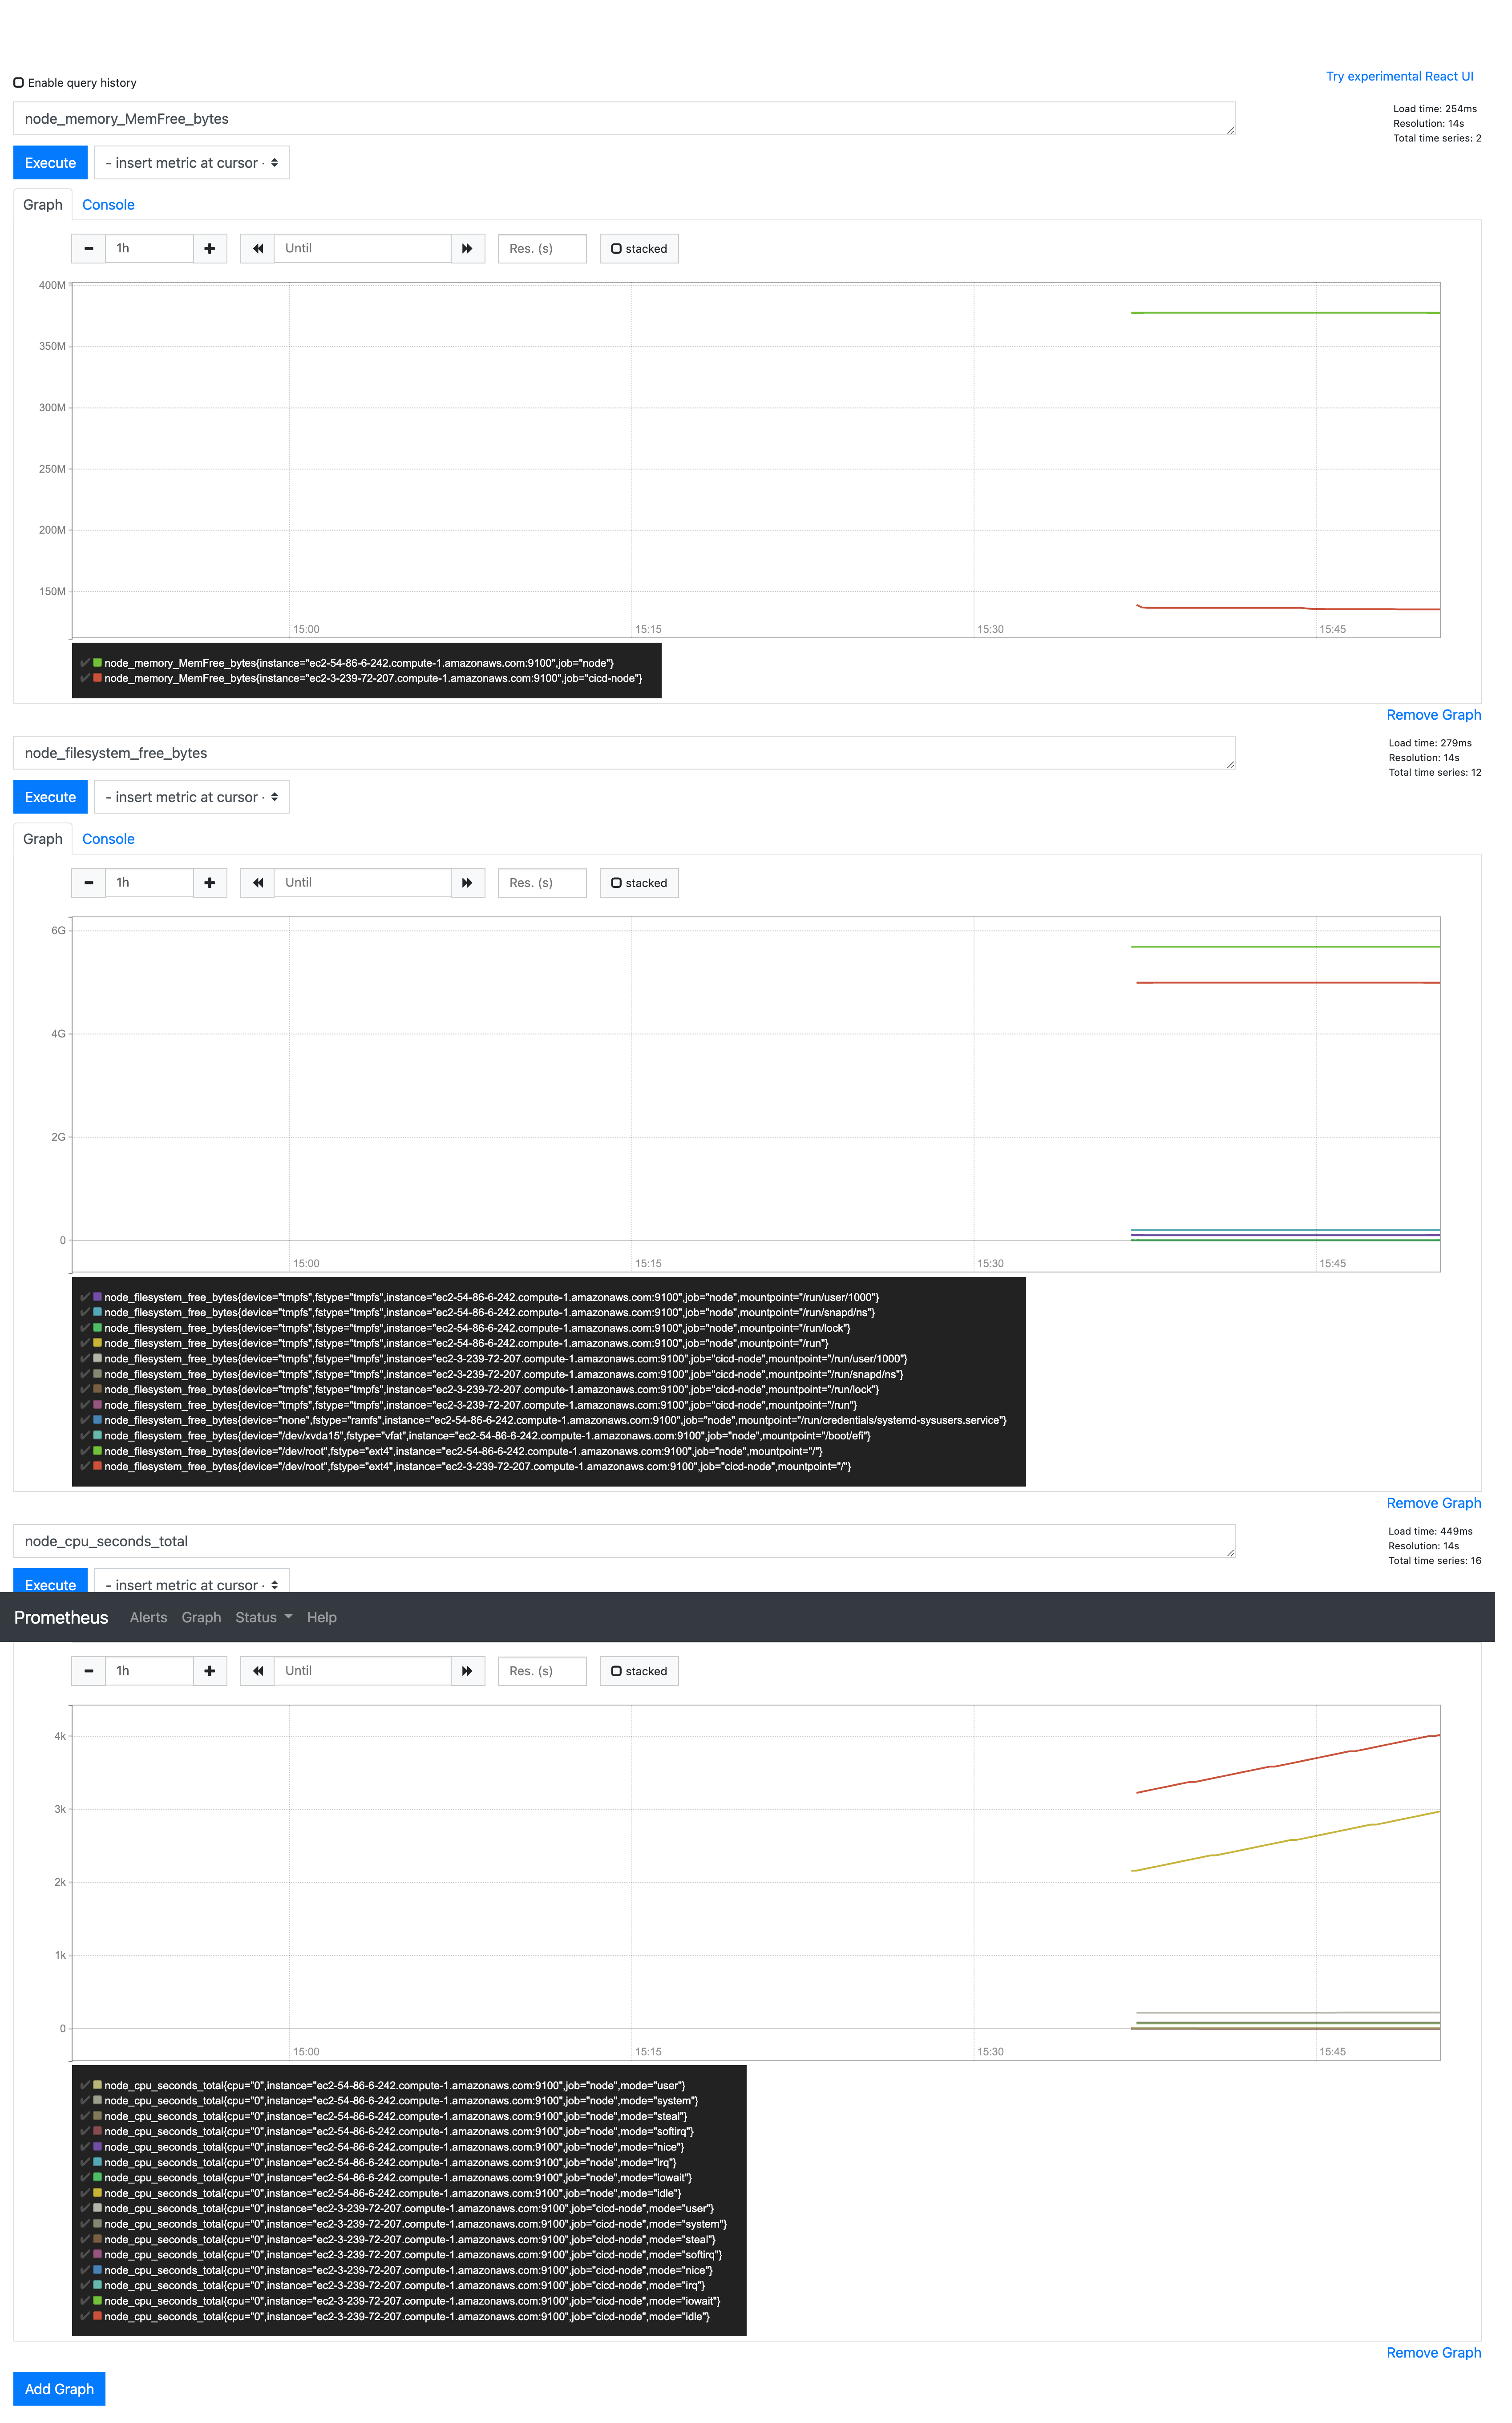 Try experimental React UI
Enable query history
node_memory_MemFree_bytes
Load time: 254ms
Resolution: 14s
Total time series: 2
Execute
- insert metric at cursor -
Graph
Console
1h
Until
Res. (s)
stacked
400M
350M
300M
250M
200M
150M
15:00
15:15
15:30
15:45
node_memory_MemFree_bytes{instance="ec2-54-86-6-242.compute-1.amazonaws.com:9100",job="node"}
node_memory_MemFree_bytes{instance="ec2-3-239-72-207.compute-1.amazonaws.com:9100",job="cicd-node"}
Remove Graph
node_filesystem_free_bytes
Load time: 279ms
Resolution: 14s
Total time series: 12
Execute
- insert metric at cursor -
Graph
Console
1h
Until
Res. (s)
stacked
6G
4G
2G
0
15:00
15:15
15:30
15:45
node_filesystem_free_bytes{device="tmpfs",fstype="tmpfs",instance="ec2-54-86-6-242.compute-1.amazonaws.com:9100",job="node",mountpoint="/run/user/1000"}
node_filesystem_free_bytes{device="tmpfs",fstype="tmpfs",instance="ec2-54-86-6-242.compute-1.amazonaws.com:9100",job="node",mountpoint="/run/snapd/ns"}
node_filesystem_free_bytes{device="tmpfs",fstype="tmpfs",instance="ec2-54-86-6-242.compute-1.amazonaws.com:9100",job="node",mountpoint="/run/lock"}
node_filesystem_free_bytes{device="tmpfs",fstype="tmpfs",instance="ec2-54-86-6-242.compute-1.amazonaws.com:9100",job="node",mountpoint="/run"}
node_filesystem_free_bytes{device="tmpfs",fstype="tmpfs",instance="ec2-3-239-72-207.compute-1.amazonaws.com:9100",job="cicd-node",mountpoint="/run/user/1000"}
node_filesystem_free_bytes{device="tmpfs",fstype="tmpfs",instance="ec2-3-239-72-207.compute-1.amazonaws.com:9100",job="cicd-node",mountpoint="/run/snapd/ns"}
node_filesystem_free_bytes{device="tmpfs",fstype="tmpfs",instance="ec2-3-239-72-207.compute-1.amazonaws.com:9100",job="cicd-node",mountpoint="/run/lock"}
node_filesystem_free_bytes{device="tmpfs",fstype="tmpfs",instance="ec2-3-239-72-207.compute-1.amazonaws.com:9100",job="cicd-node",mountpoint="/run"}
node_filesystem_free_bytes{device="none",fstype="ramfs",instance="ec2-54-86-6-242.compute-1.amazonaws.com:9100",job="node",mountpoint="/run/credentials/systemd-sysusers.service"}
node_filesystem_free_bytes{device="/dev/xvda15",fstype="vfat",instance="ec2-54-86-6-242.compute-1.amazonaws.com:9100",job="node",mountpoint="/boot/efi"}
node_filesystem_free_bytes{device="/dev/root",fstype="ext4",instance="ec2-54-86-6-242.compute-1.amazonaws.com:9100",job="node",mountpoint="/"}
node_filesystem_free_bytes{device="/dev/root",fstype="ext4",instance="ec2-3-239-72-207.compute-1.amazonaws.com:9100",job="cicd-node",mountpoint="/"}
Remove Graph
node_cpu_seconds_total
Load time: 449ms
Resolution: 14s
Total time series: 16
Execute
- insert metric at cursor -
Prometheus
Alerts
Graph
Status
Help
1h
Until
Res. (s)
stacked
4k
3k
2k
1k
0
15:00
15:15
15:30
15:45
node_cpu_seconds_total{cpu="0",instance="ec2-54-86-6-242.compute-1.amazonaws.com:9100",job="node",mode="user"}
node_cpu_seconds_total{cpu="0",instance="ec2-54-86-6-242.compute-1.amazonaws.com:9100",job="node",mode="system"}
node_cpu_seconds_total{cpu="0",instance="ec2-54-86-6-242.compute-1.amazonaws.com:9100",job="node",mode="steal"}
node_cpu_seconds_total{cpu="0",instance="ec2-54-86-6-242.compute-1.amazonaws.com:9100",job="node",mode="softirq"}
node_cpu_seconds_total{cpu="0",instance="ec2-54-86-6-242.compute-1.amazonaws.com:9100",job="node",mode="nice"}
node_cpu_seconds_total{cpu="0",instance="ec2-54-86-6-242.compute-1.amazonaws.com:9100",job="node",mode="irq"}
node_cpu_seconds_total{cpu="0",instance="ec2-54-86-6-242.compute-1.amazonaws.com:9100",job="node",mode="iowait"}
node_cpu_seconds_total{cpu="0",instance="ec2-54-86-6-242.compute-1.amazonaws.com:9100",job="node",mode="idle"}
node_cpu_seconds_total{cpu="0",instance="ec2-3-239-72-207.compute-1.amazonaws.com:9100",job="cicd-node",mode="user"}
node_cpu_seconds_total{cpu="0",instance="ec2-3-239-72-207.compute-1.amazonaws.com:9100",job="cicd-node",mode="system"}
node_cpu_seconds_total{cpu="0",instance="ec2-3-239-72-207.compute-1.amazonaws.com:9100",job="cicd-node",mode="steal"}
node_cpu_seconds_total{cpu="0",instance="ec2-3-239-72-207.compute-1.amazonaws.com:9100",job="cicd-node",mode="softirq"}
node_cpu_seconds_total{cpu="0",instance="ec2-3-239-72-207.compute-1.amazonaws.com:9100",job="cicd-node",mode="nice"}
node_cpu_seconds_total{cpu="0",instance="ec2-3-239-72-207.compute-1.amazonaws.com:9100",job="cicd-node",mode="irq"}
node_cpu_seconds_total{cpu="0",instance="ec2-3-239-72-207.compute-1.amazonaws.com:9100",job="cicd-node",mode="iowait"}
node_cpu_seconds_total{cpu="0",instance="ec2-3-239-72-207.compute-1.amazonaws.com:9100",job="cicd-node",mode="idle"}
Remove Graph
Add Graph